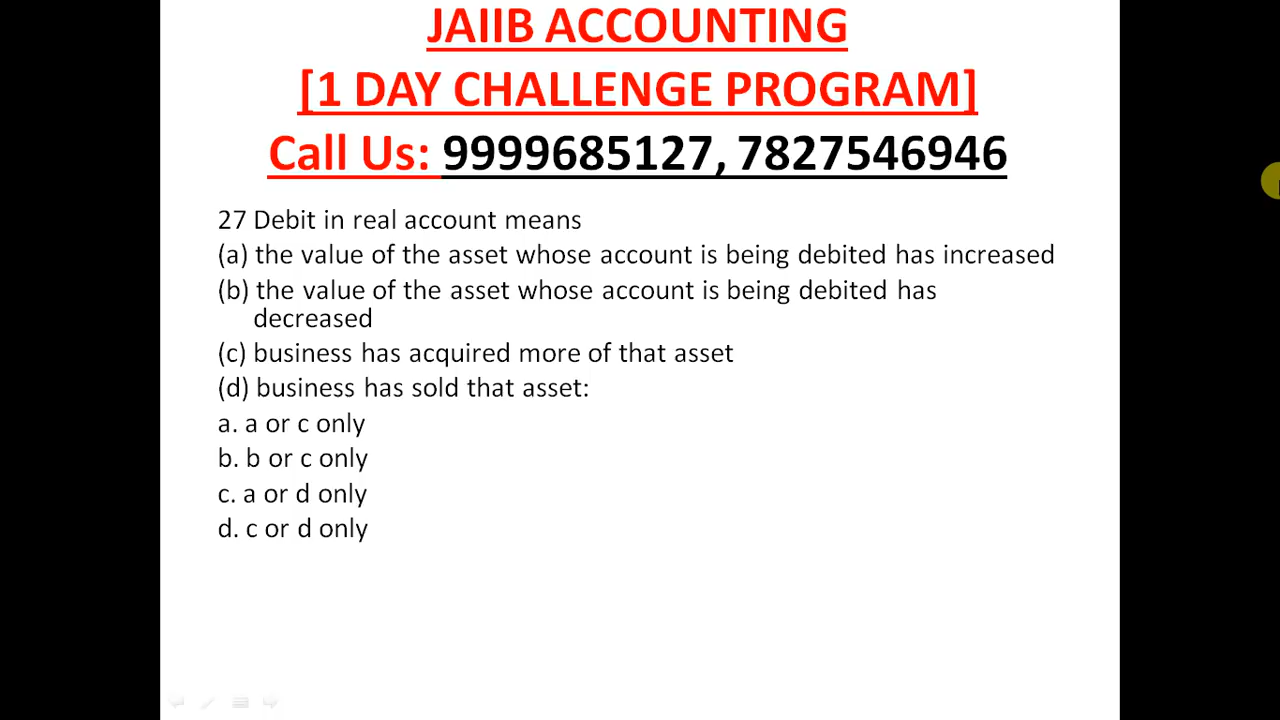 JAIIB ACCOUNTING
[1 DAY CHALLENGE PROGRAM]
Call Us: 9999685127, 7827546946
27 Debit in real account means
(a) the value of the asset whose account is being debited has increased
(b) the value of the asset whose account is being debited has
decreased
(c) business has acquired more of that asset
(d) business has sold that asset:
a. a or c only
b. b or c only
c. a or d only
d. c or d only